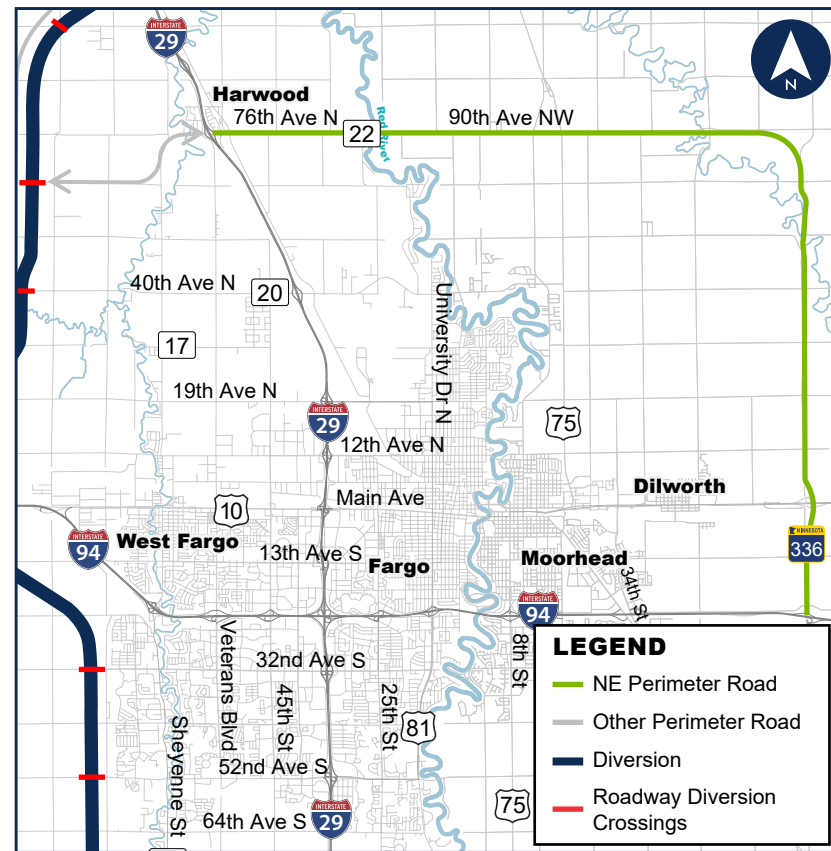 INTERSTATE
29
N
Harwood
76th Ave N
90th Ave NW
22
Red River
40th Ave N
20
University Dr N
17
19th Ave N
INTERSTATE
29
75
12th Ave N
Main Ave
Dilworth
10
INTERSTATE
94
West Fargo
13th Ave S
Fargo
Moorhead
34th St
MINNESOTA
336
INTERSTATE
94
8th St
Veterans Blvd
32nd Ave S
45th St
25th St
81
Sheyenne St
52nd Ave S
64th Ave S
INTERSTATE
29
75
LEGEND
NE Perimeter Road
Other Perimeter Road
Diversion
Roadway Diversion
Crossings